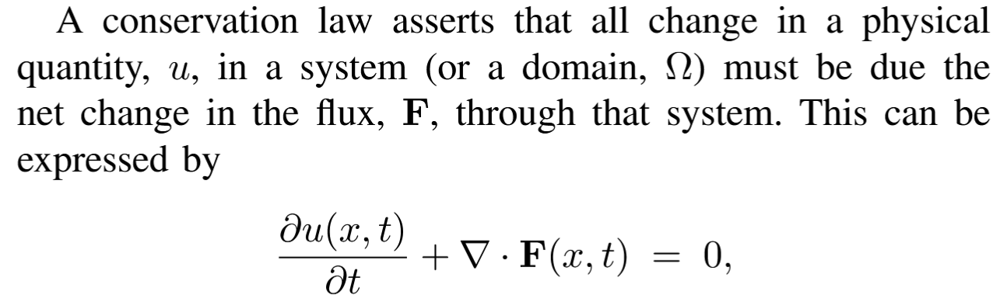 A conservation law asserts that all change in a physical
quantity, u, in a system (or a domain, Ω) must be due the
net change in the flux, F, through that system. This can be
expressed by
∂u(x, t)/∂t + ∇ · F(x, t) = 0,